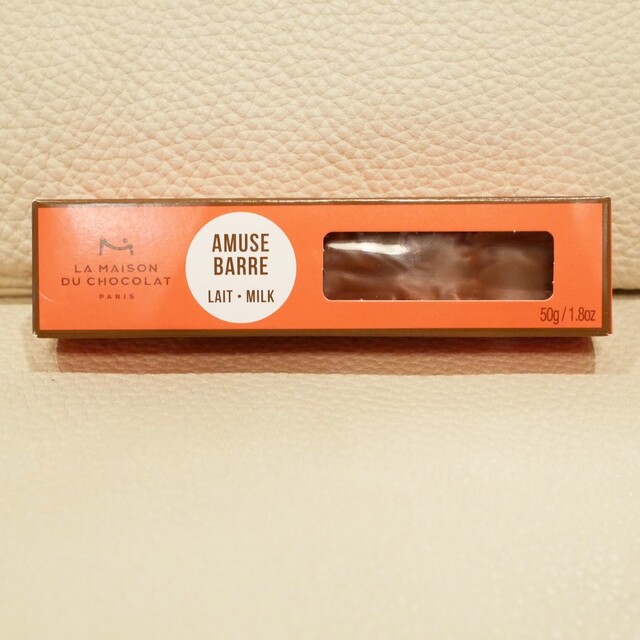 LA MAISON
DU CHOCOLAT
PARIS
AMUSE
BARRE
LAIT • MILK
50g / 1.8oz